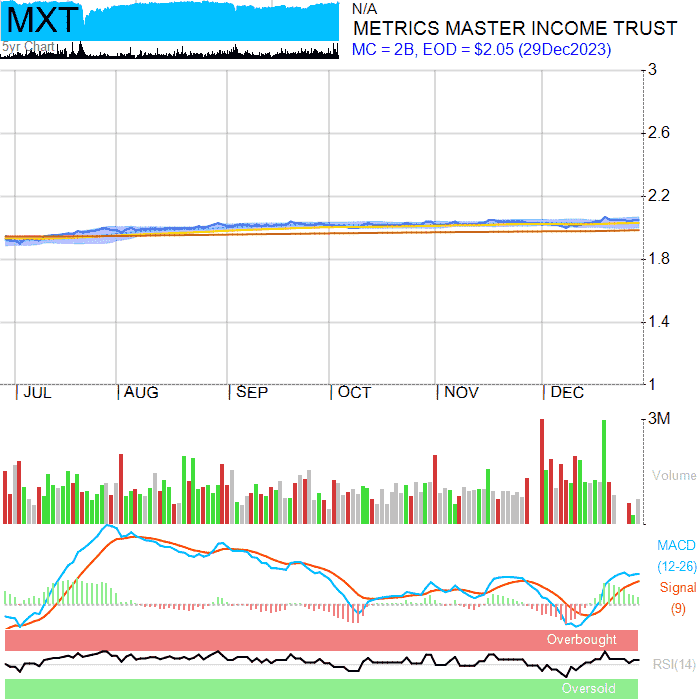 MXT
5yr Chart
N/A
METRICS MASTER INCOME TRUST
MC = 2B, EOD = $2.05 (29Dec2023)
3
2.6
2.2
1.8
1.4
1
JUL AUG SEP OCT NOV DEC
3M
Volume
MACD
(12-26)
Signal
(9)
Overbought
RSI(14)
Oversold